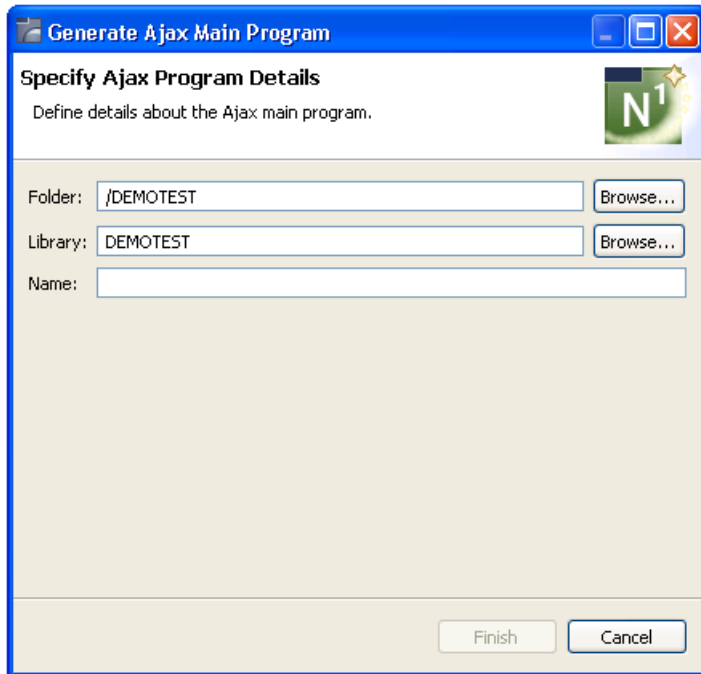 Generate Ajax Main Program
Specify Ajax Program Details
Define details about the Ajax main program.
N1
Folder: /DEMOTEST Browse...
Library: DEMOTEST Browse...
Name:
Finish Cancel